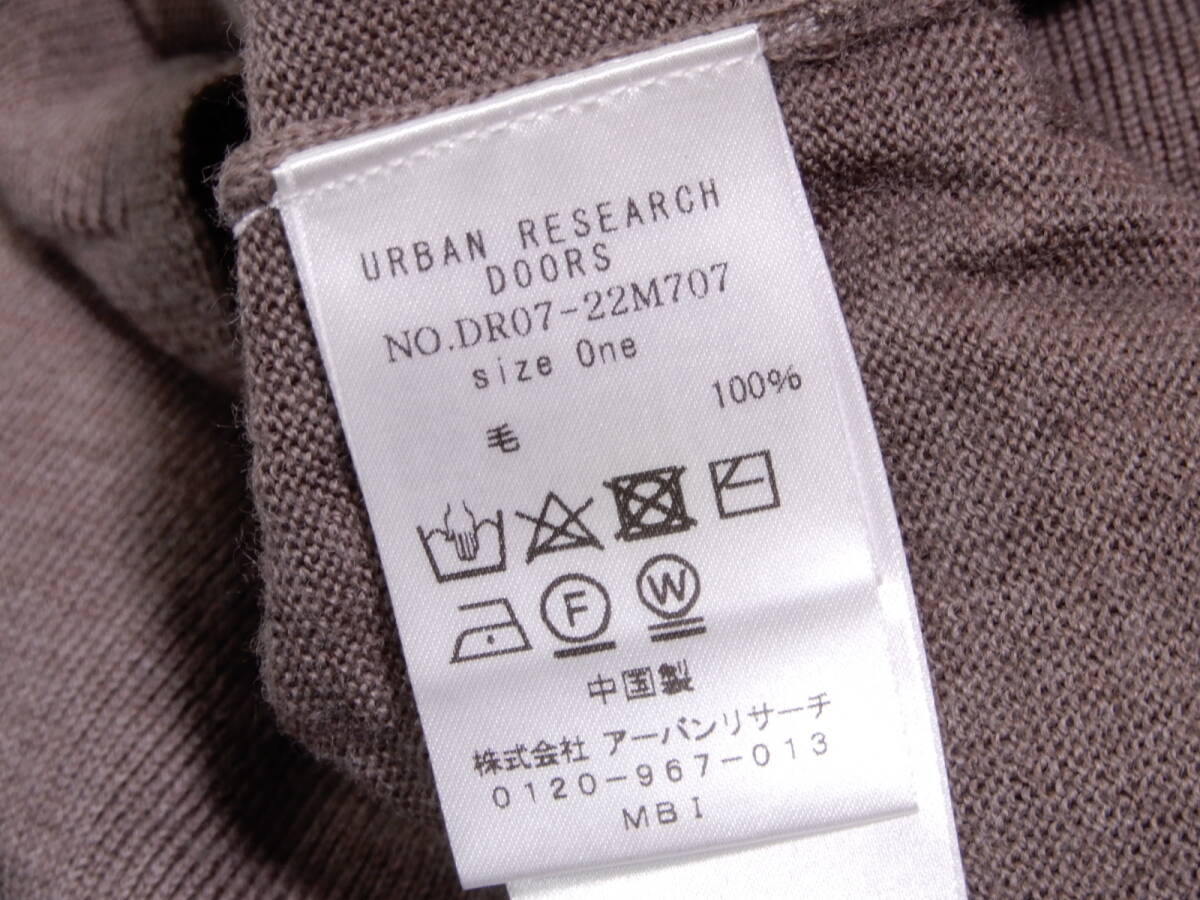 URBAN RESEARCH
DOORS
NO.DR07-22M707
size One
毛 100%
F W
中国製
株式会社 アーバンリサーチ
0120-967-013
MBI